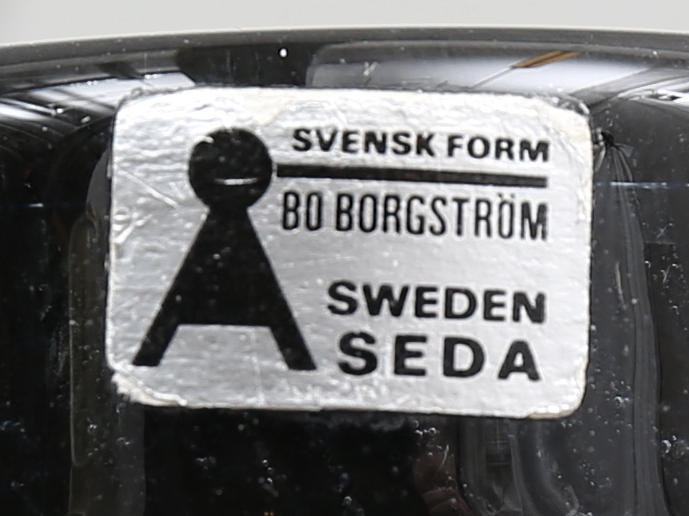 SVENSK FORM
BO BORGSTRÖM
SWEDEN
SEDA